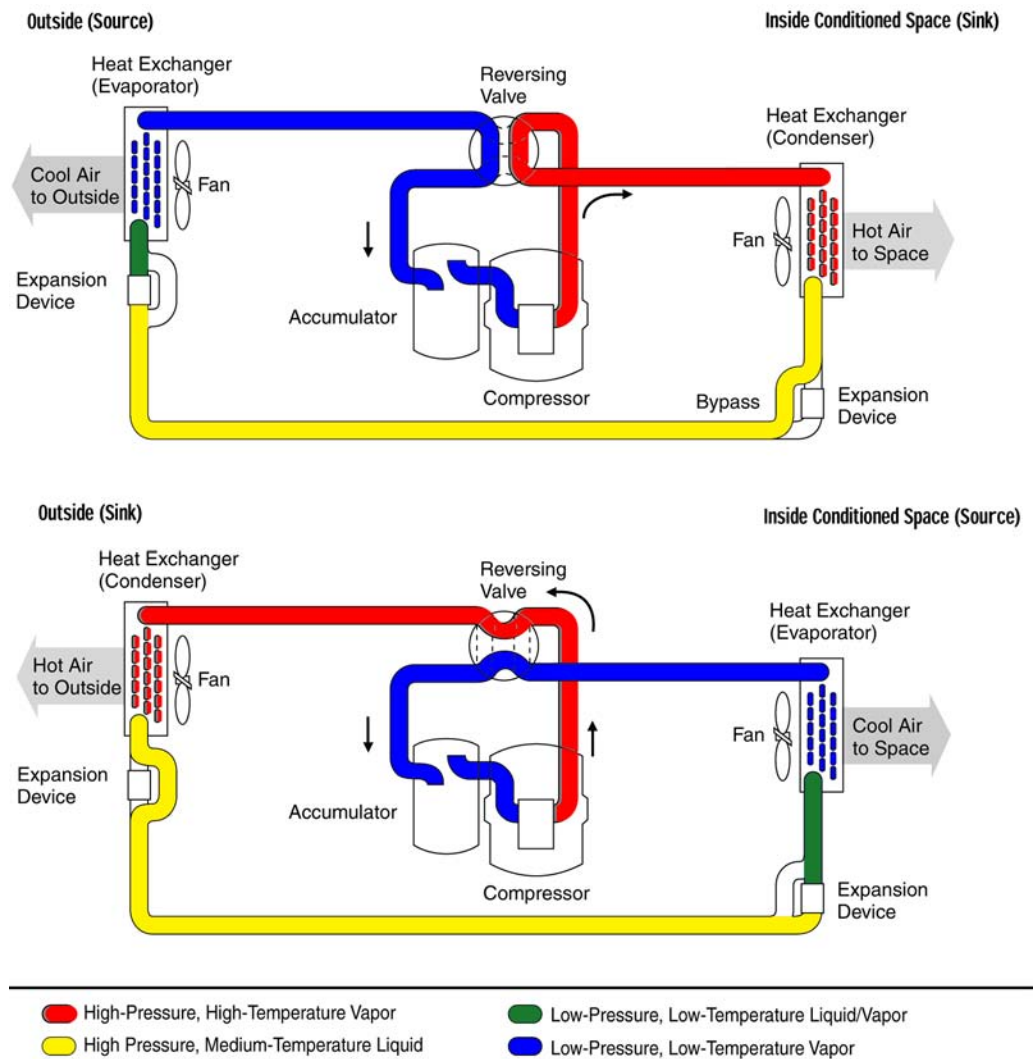 Outside (Source)
Inside Conditioned Space (Sink)
Heat Exchanger
(Evaporator)
Reversing
Valve
Heat Exchanger
(Condenser)
Cool Air
to Outside
Fan
Fan
Hot Air
to Space
Expansion
Device
Accumulator
Compressor
Bypass
Expansion
Device
Outside (Sink)
Inside Conditioned Space (Source)
Heat Exchanger
(Condenser)
Reversing
Valve
Heat Exchanger
(Evaporator)
Hot Air
to Outside
Fan
Fan
Cool Air
to Space
Expansion
Device
Accumulator
Compressor
Expansion
Device
High-Pressure, High-Temperature Vapor
Low-Pressure, Low-Temperature Liquid/Vapor
High Pressure, Medium-Temperature Liquid
Low-Pressure, Low-Temperature Vapor